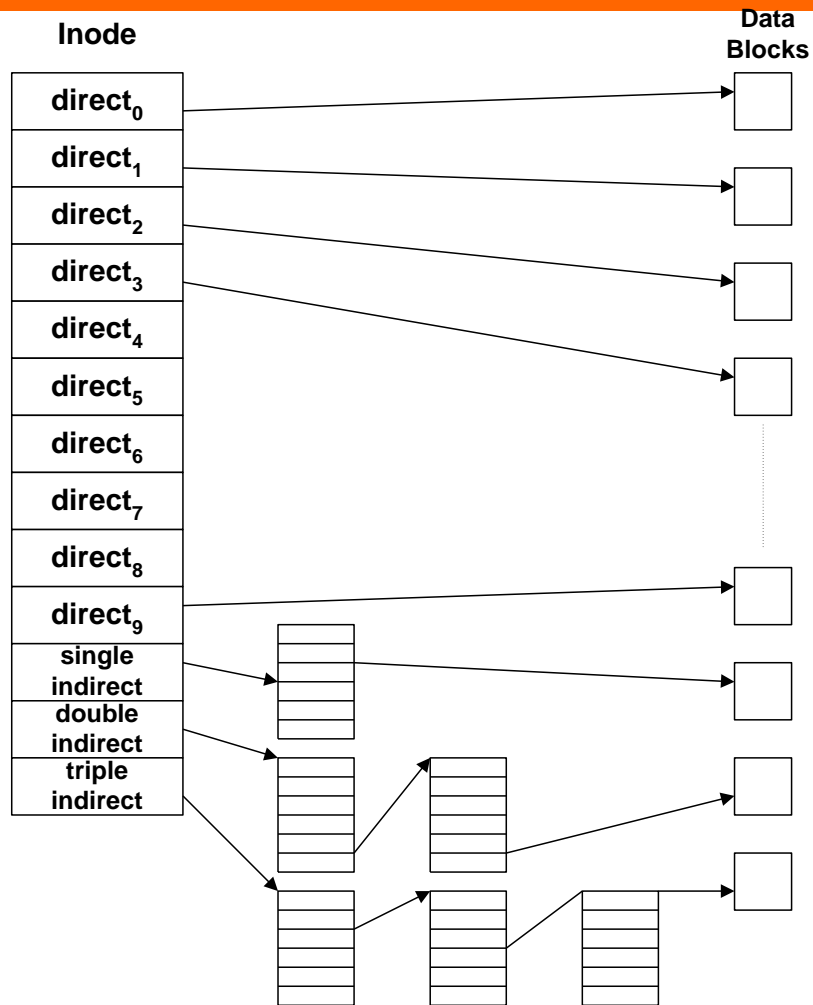 Inode
Data
Blocks
direct0
direct1
direct2
direct3
direct4
direct5
direct6
direct7
direct8
direct9
single
indirect
double
indirect
triple
indirect